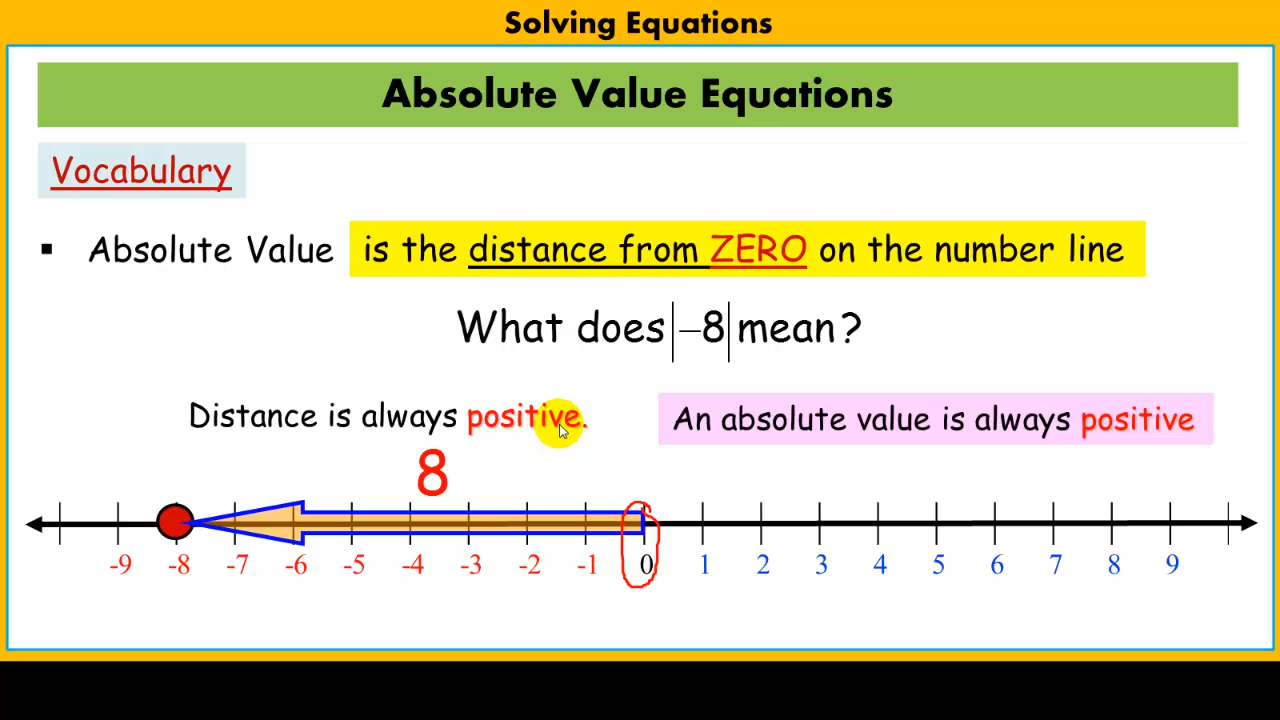 Solving Equations
Absolute Value Equations
Vocabulary
▪ Absolute Value is the distance from ZERO on the number line
What does |−8| mean?
Distance is always positive. An absolute value is always positive
8
-9 -8 -7 -6 -5 -4 -3 -2 -1 0 1 2 3 4 5 6 7 8 9